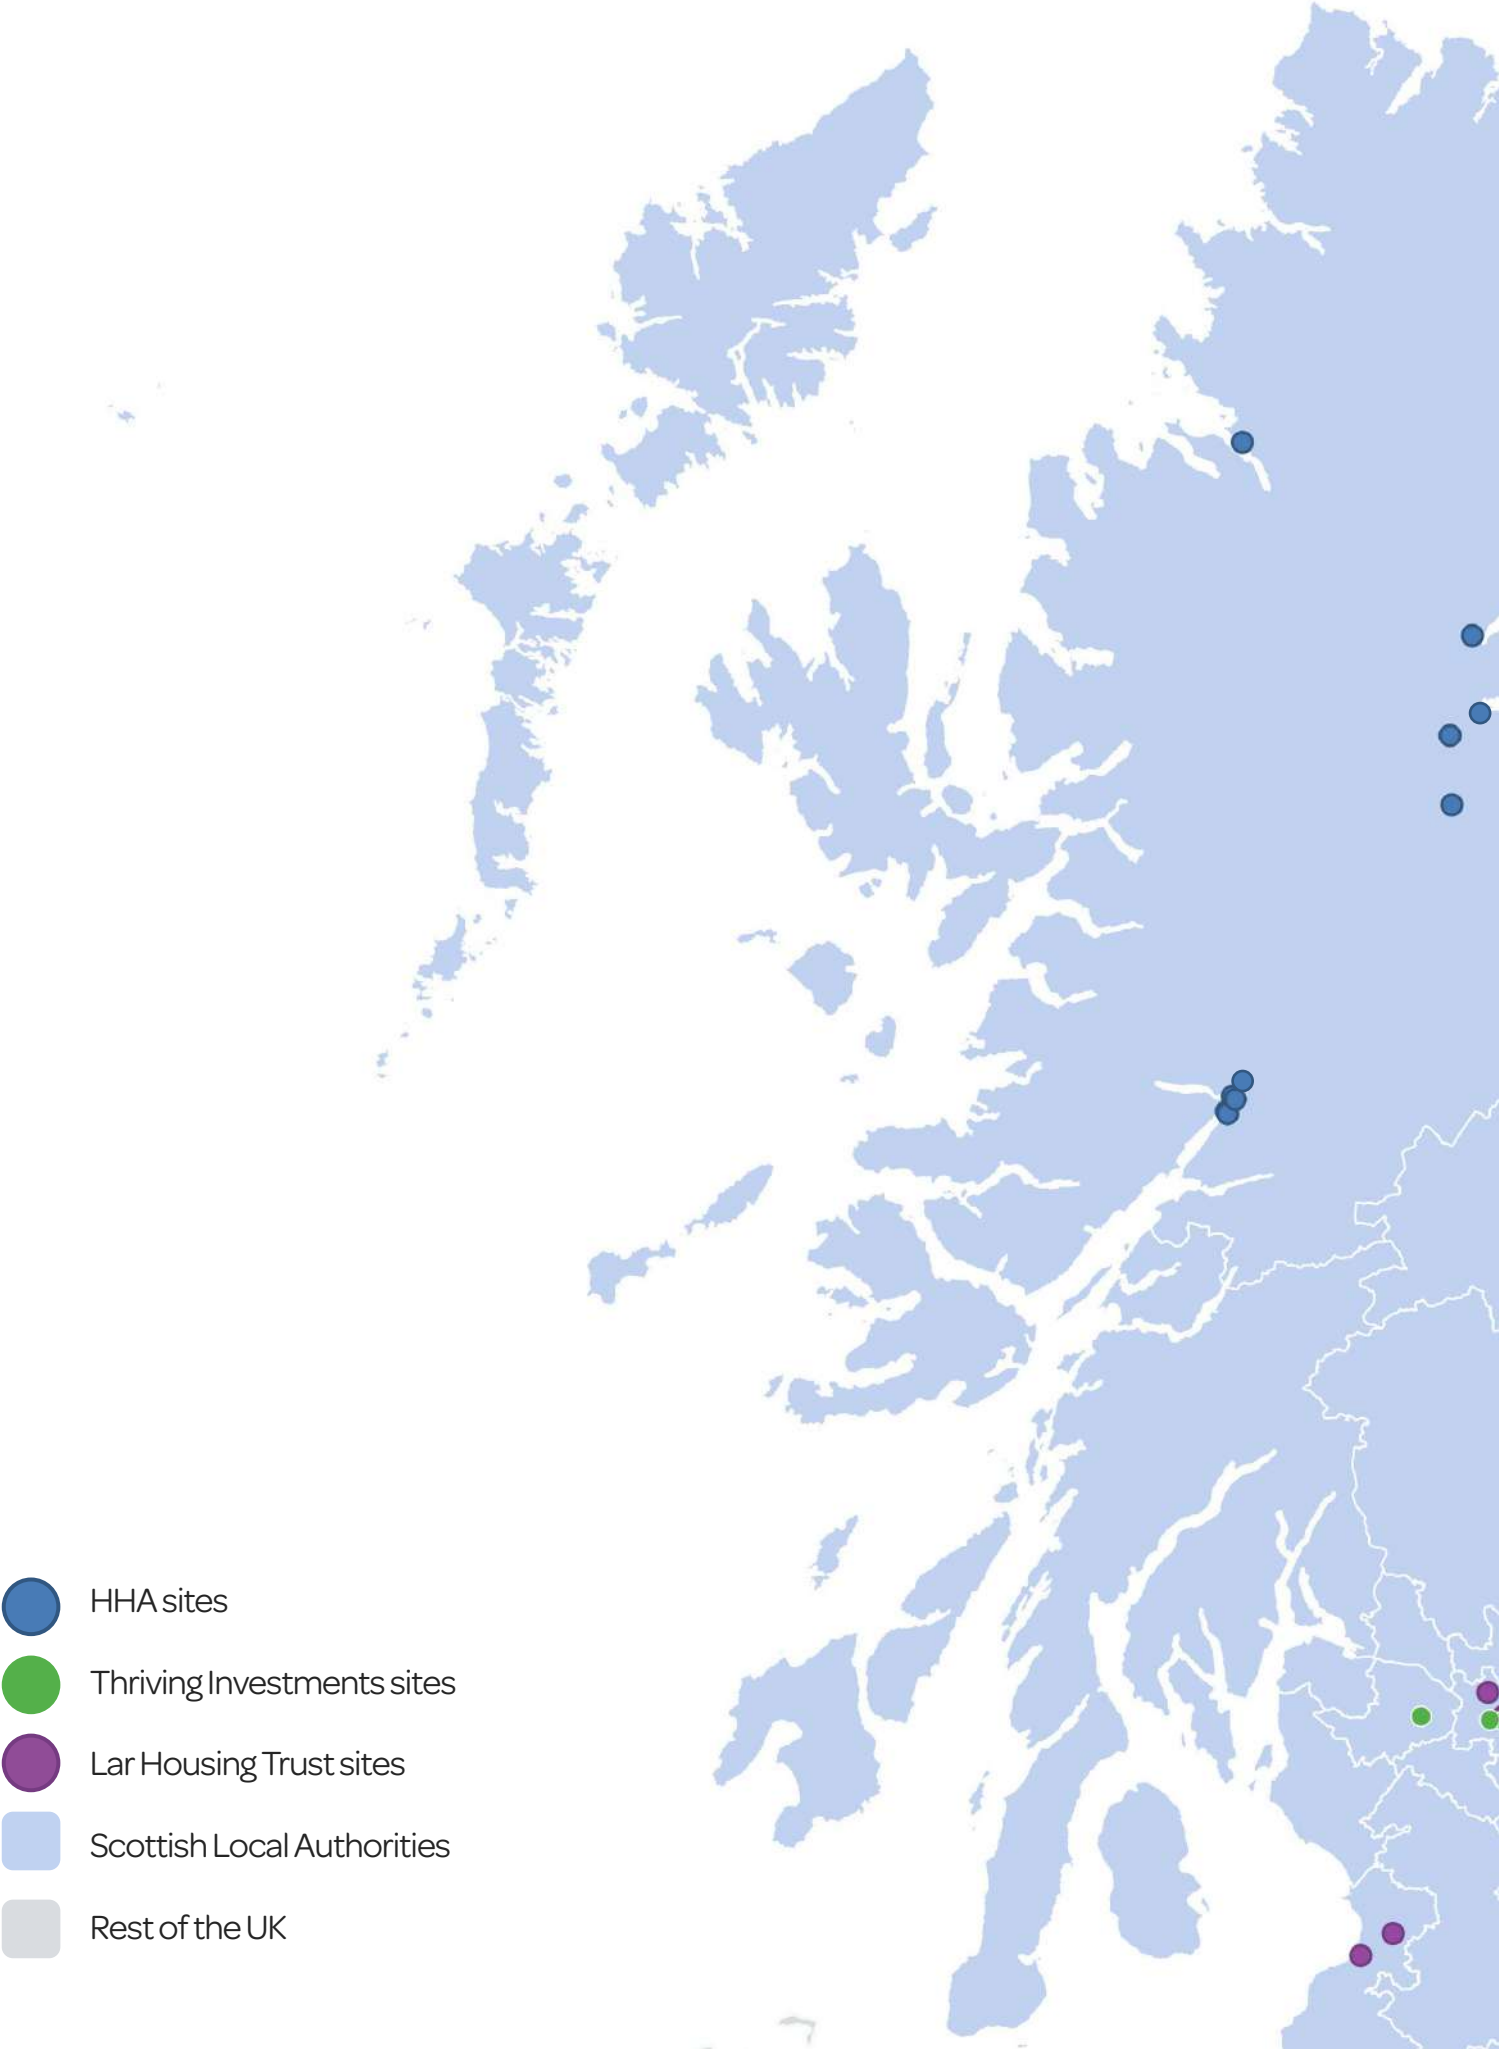 HHA sites
Thriving Investments sites
Lar Housing Trust sites
Scottish Local Authorities
Rest of the UK